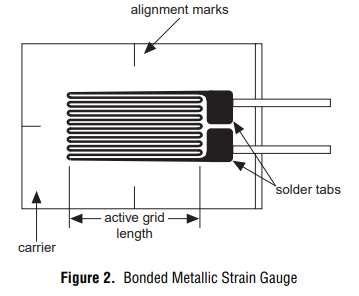 alignment marks
solder tabs
active grid
length
carrier
Figure 2. Bonded Metallic Strain Gauge